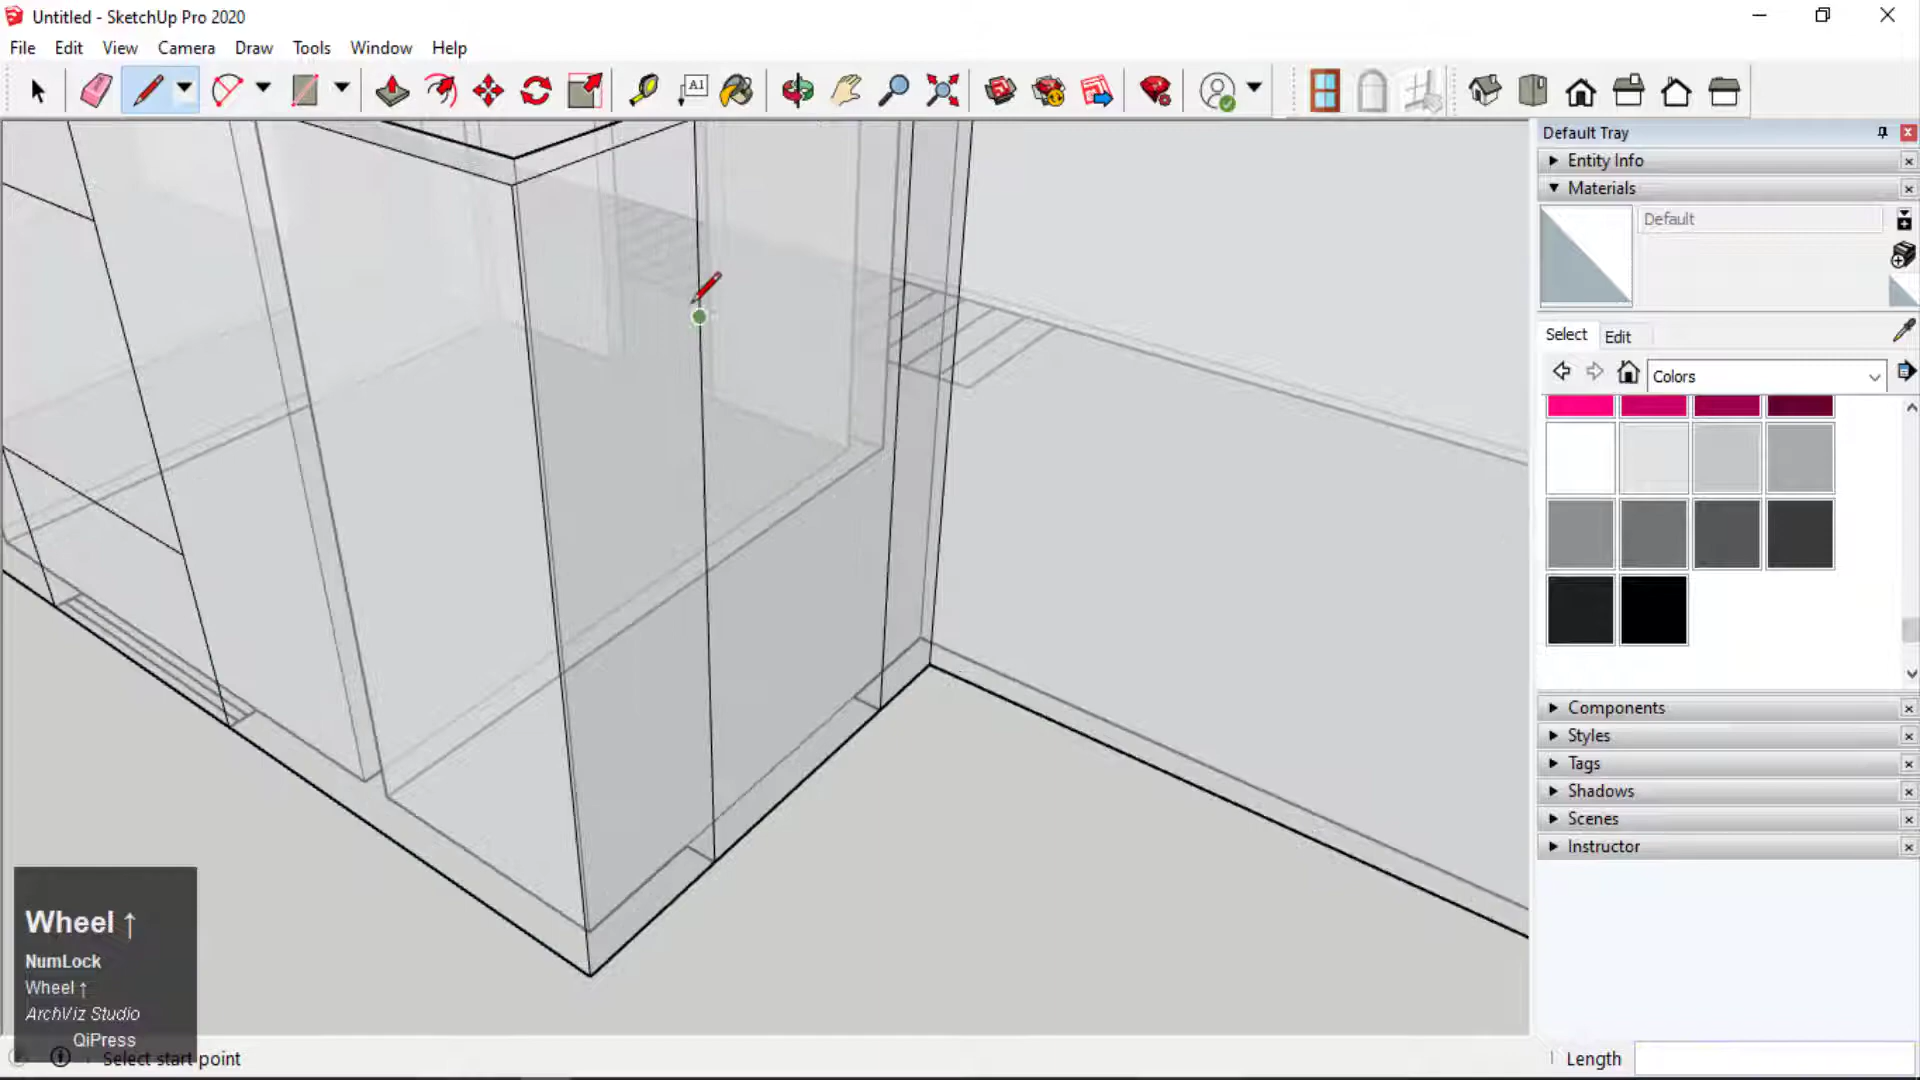 Untitled - SketchUp Pro 2020
File Edit View Camera Draw Tools Window Help
A1
Default Tray
Entity Info
Materials
Default
Select Edit
Colors
Components
Styles
Tags
Shadows
Scenes
Instructor
Wheel ↑
NumLock
Wheel ↑
ArchViz Studio
QiPress
Select start point
Length